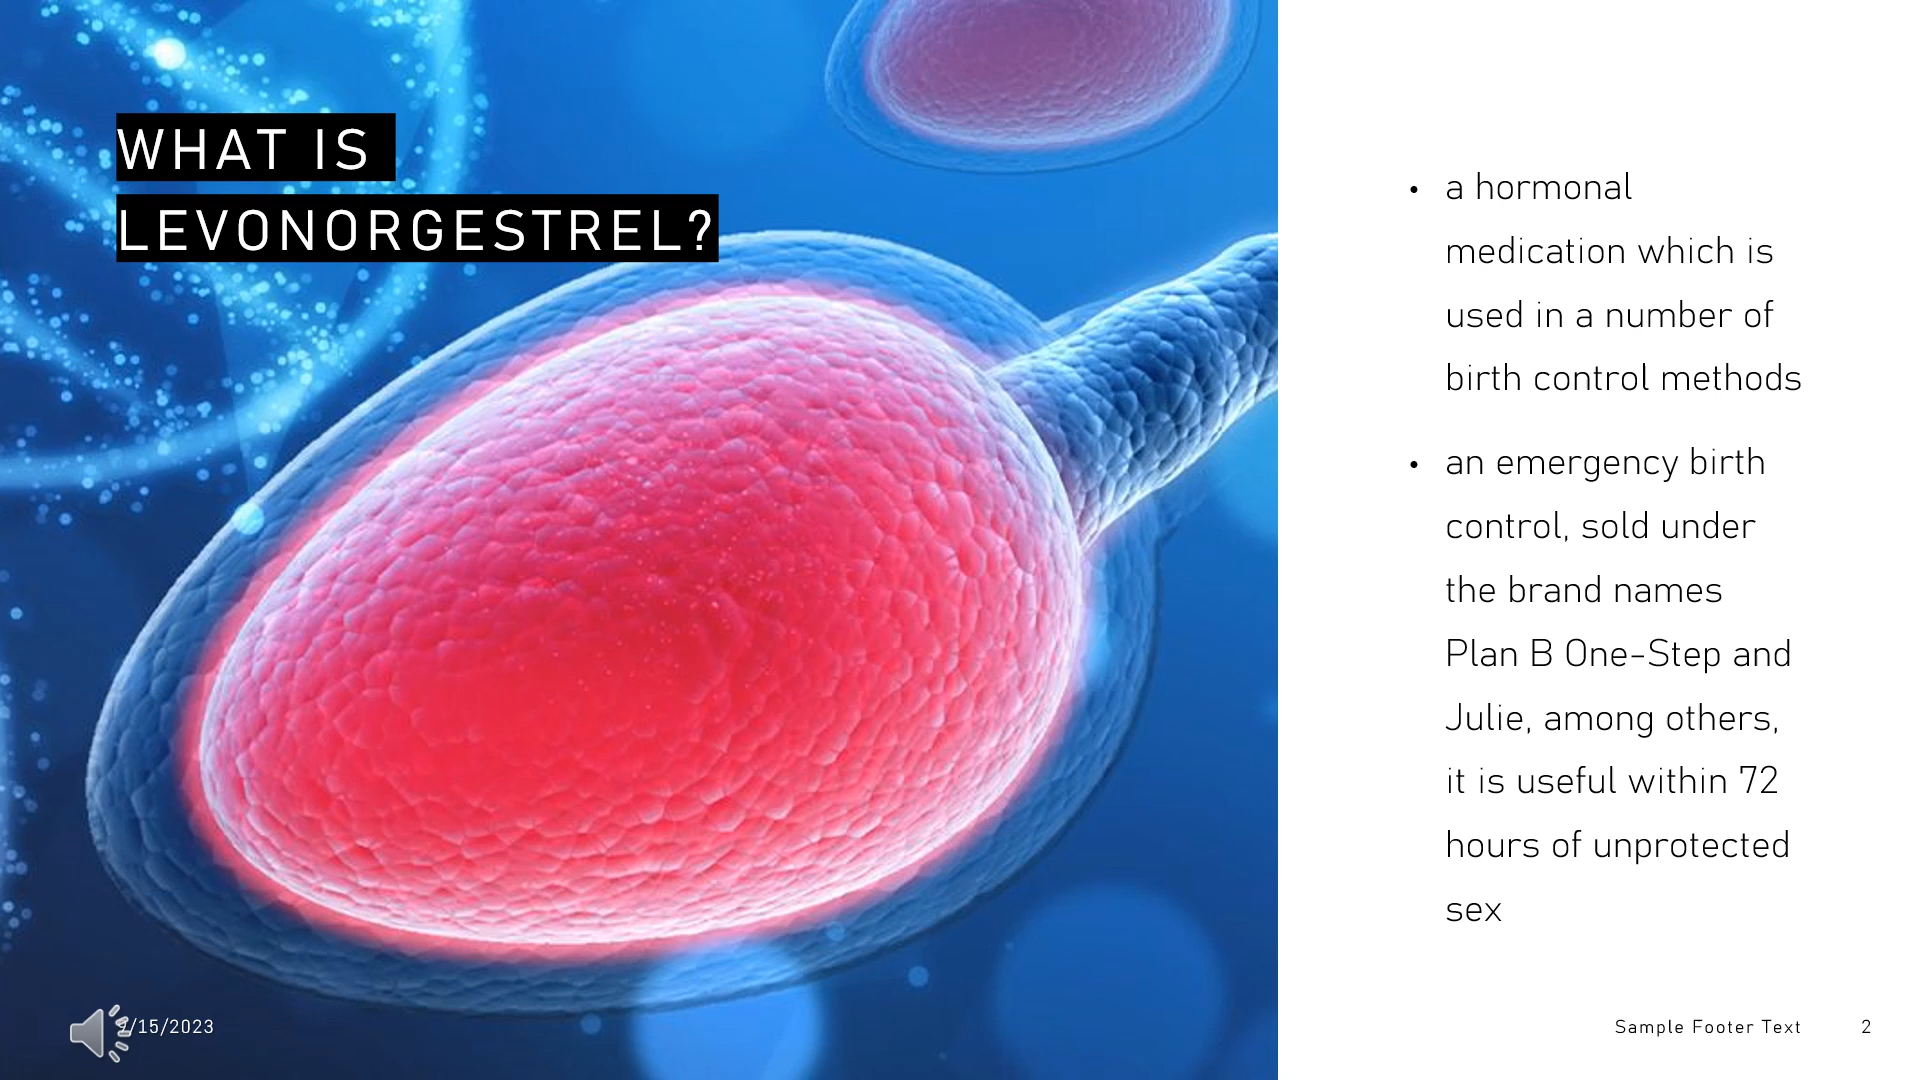 WHAT IS
LEVONORGESTREL?
• a hormonal
medication which is
used in a number of
birth control methods
• an emergency birth
control, sold under
the brand names
Plan B One-Step and
Julie, among others,
it is useful within 72
hours of unprotected
sex
/15/2023
Sample Footer Text
2